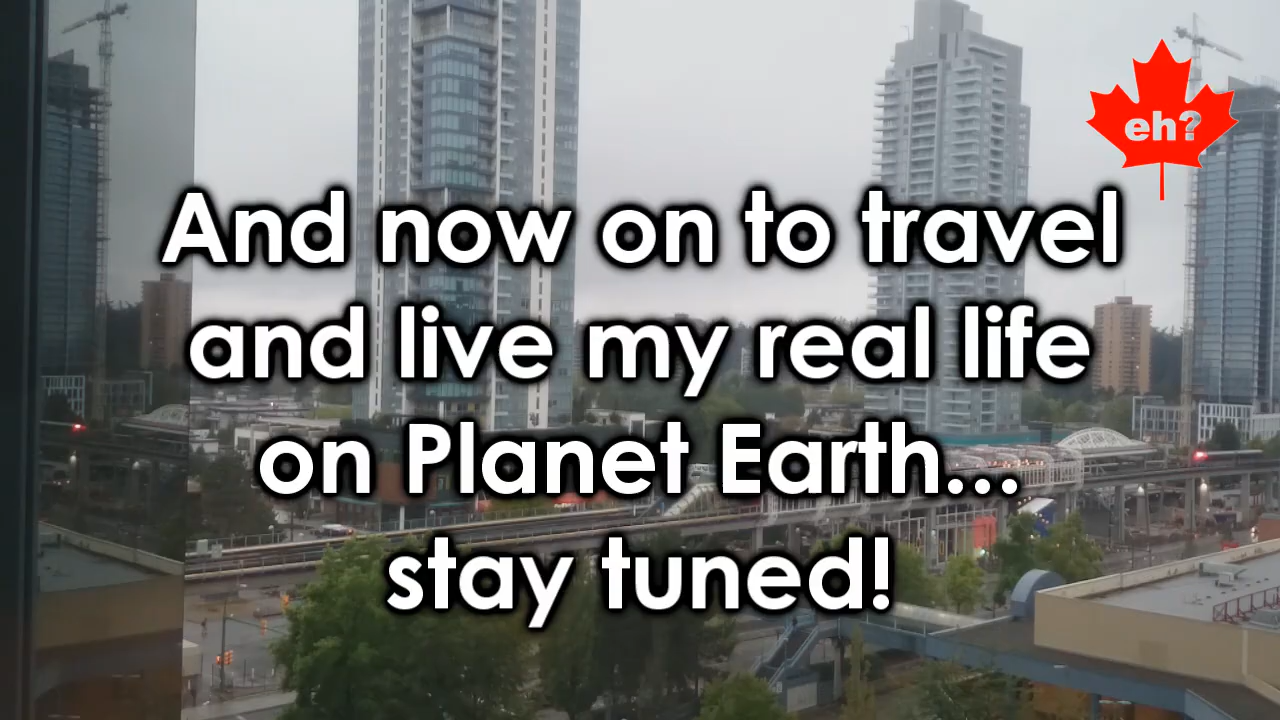 eh?
And now on to travel
and live my real life
on Planet Earth...
stay tuned!